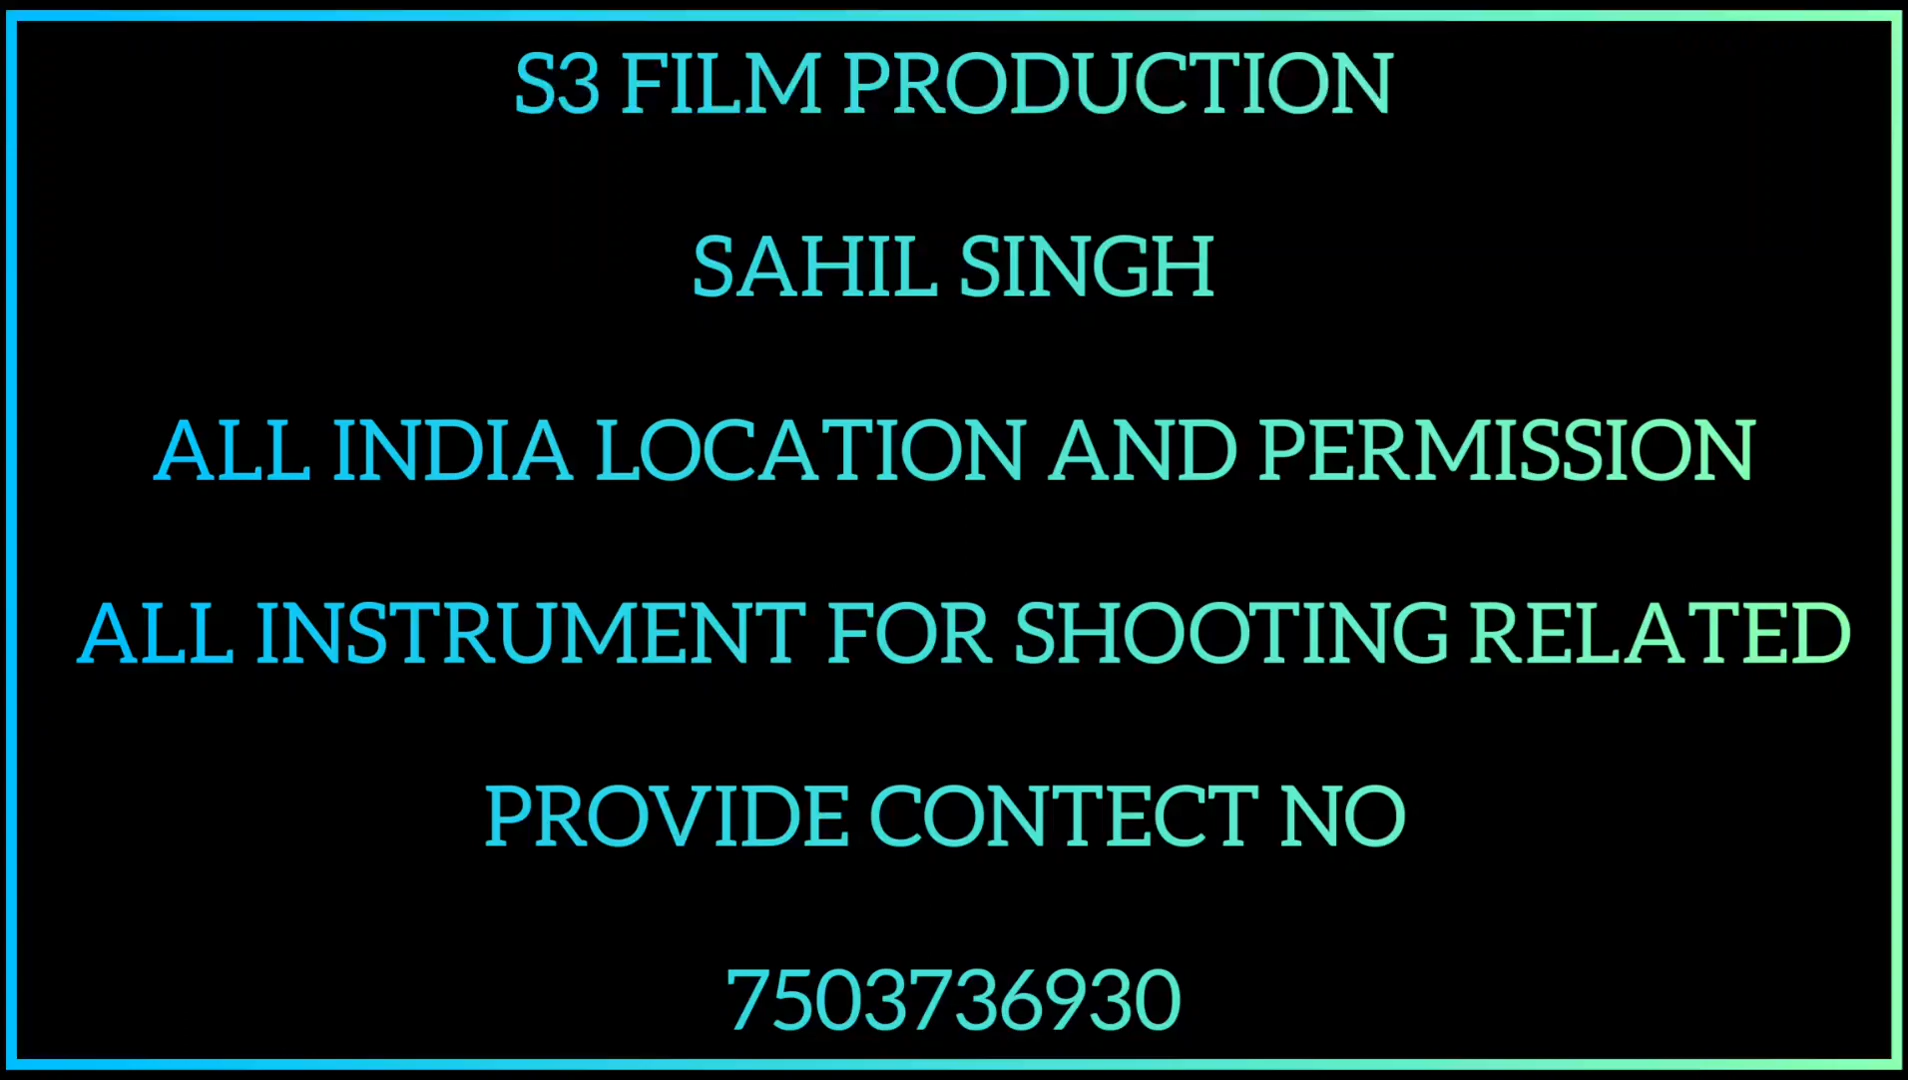 S3 FILM PRODUCTION
SAHIL SINGH
ALL INDIA LOCATION AND PERMISSION
ALL INSTRUMENT FOR SHOOTING RELATED
PROVIDE CONTECT NO
7503736930